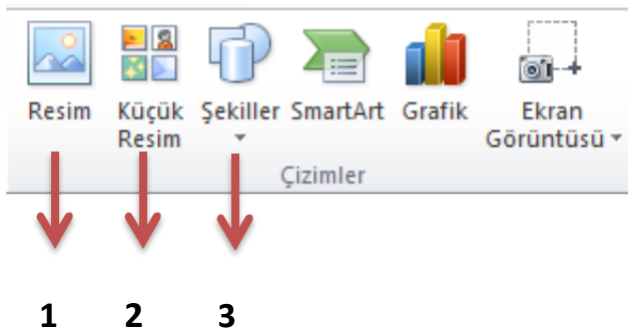 Resim Küçük Resim Şekiller SmartArt Grafik Ekran Görüntüsü
Çizimler
1 2 3